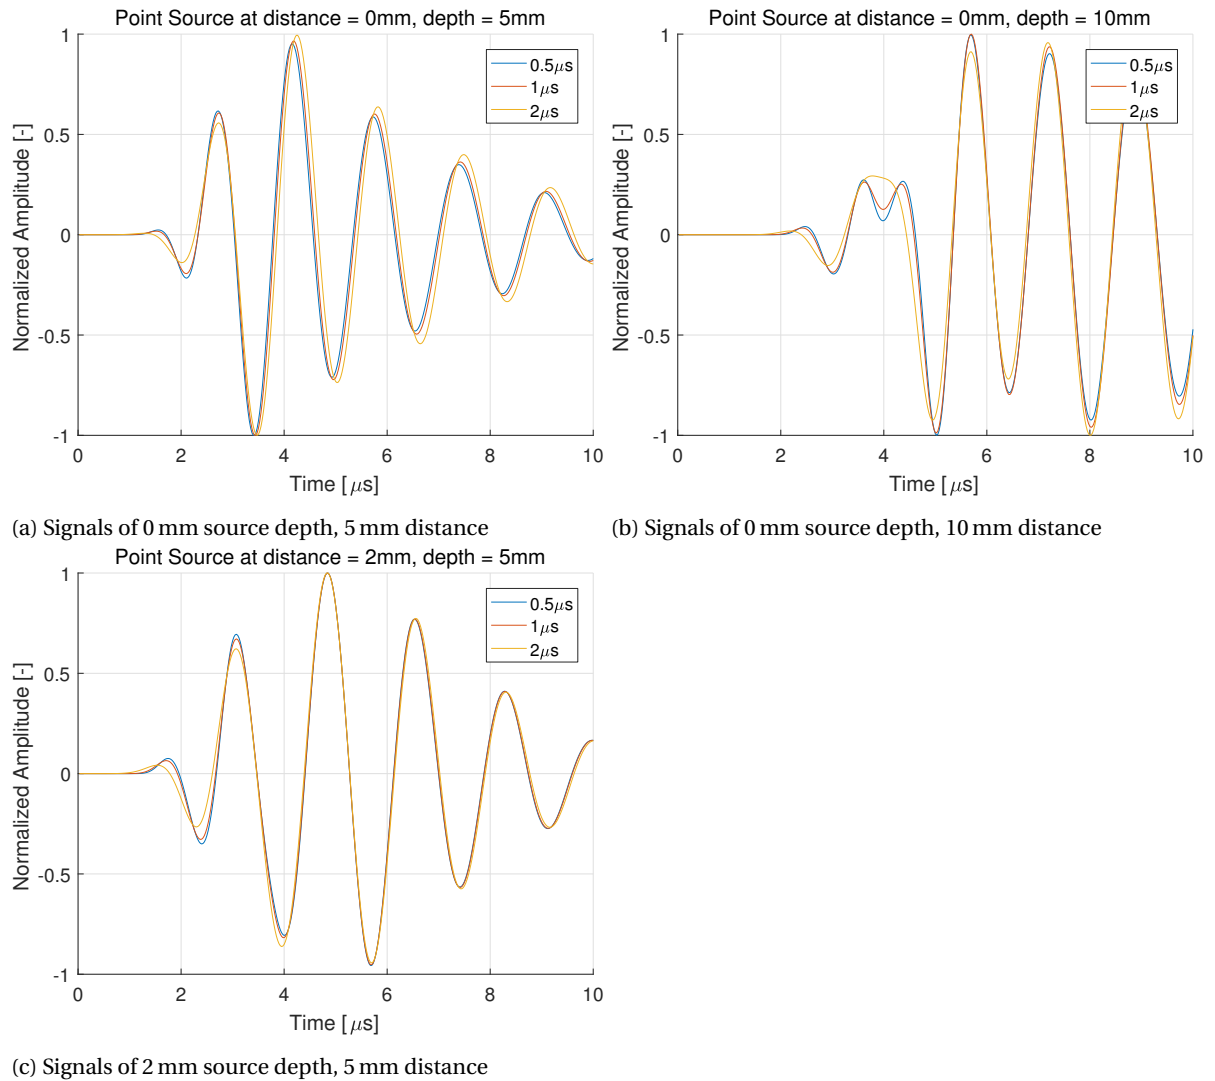 Point Source at distance = 0mm, depth = 5mm
1
0.5
0
-0.5
-1
Normalized Amplitude [-]
0.5μs
1μs
2μs
0 2 4 6 8 10
Time [μs]
(a) Signals of 0 mm source depth, 5 mm distance
Point Source at distance = 0mm, depth = 10mm
1
0.5
0
-0.5
-1
Normalized Amplitude [-]
0.5μs
1μs
2μs
0 2 4 6 8 10
Time [μs]
(b) Signals of 0 mm source depth, 10 mm distance
Point Source at distance = 2mm, depth = 5mm
1
0.5
0
-0.5
-1
Normalized Amplitude [-]
0.5μs
1μs
2μs
0 2 4 6 8 10
Time [μs]
(c) Signals of 2 mm source depth, 5 mm distance